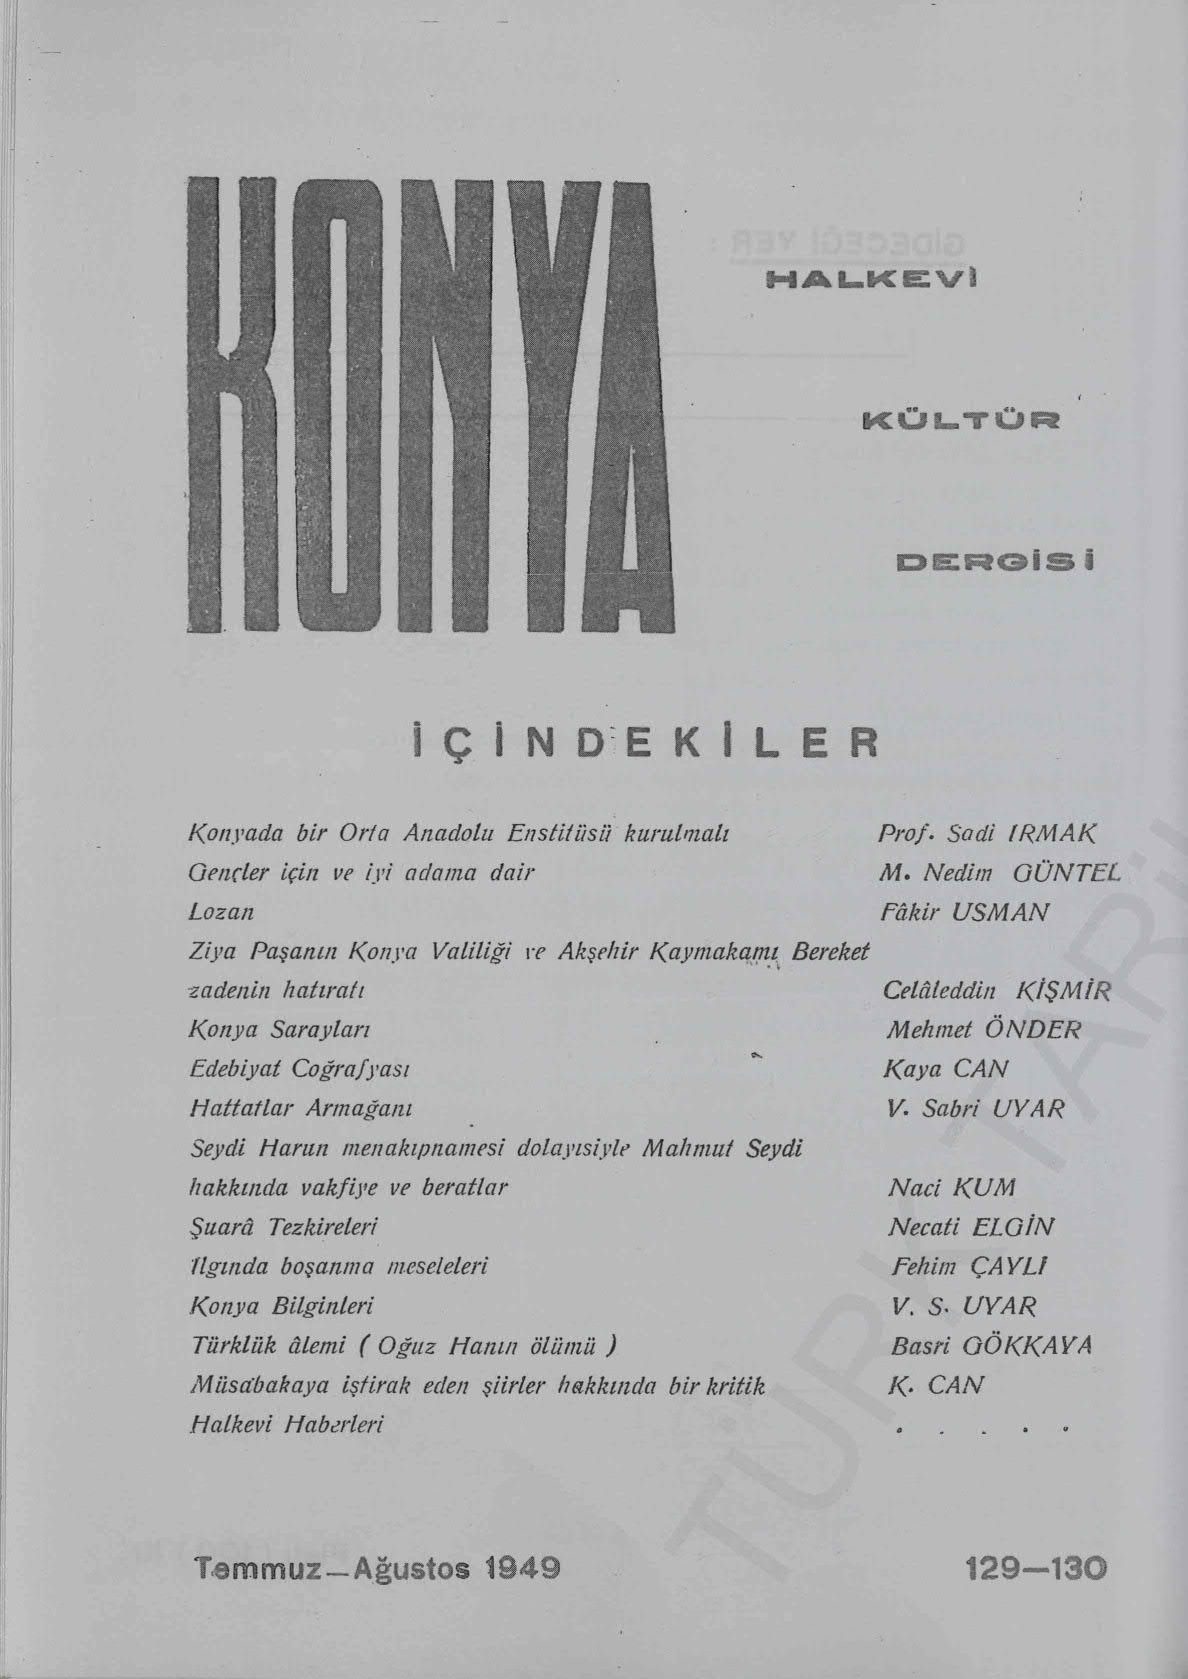 KONYA
HALKEVİ
KÜLTÜR
DERGİSİ
İÇİNDEKİLER
Konyada bir Orta Anadolu Enstitüsü kurulmalı Prof. Sadi IRMAK
Gençler için ve iyi adama dair M. Nedim GÜNTEL
Lozan Fâkir USMAN
Ziya Paşanın Konya Valiliği ve Akşehir Kaymakamı Bereket
zadenin hatıratı Celâleddin KİŞMİR
Konya Sarayları Mehmet ÖNDER
Edebiyat Coğrafyası Kaya CAN
Hattatlar Armağanı V. Sabri UYAR
Seydi Harun menakıpnamesi dolayısiyle Mahmut Seydi
hakkında vakfiye ve beratlar Naci KUM
Şuarâ Tezkireleri Necati ELGİN
Ilgında boşanma meseleleri Fehim ÇAYLI
Konya Bilginleri V. S. UYAR
Türklük âlemi ( Oğuz Hanın ölümü ) Basri GÖKKAYA
Müsabakaya iştirak eden şiirler hakkında bir kritik K. CAN
Halkevi Haberleri . . . . .
Temmuz—Ağustos 1949 129—130
TÜRK TARİH
GİDECEĞİ YER :